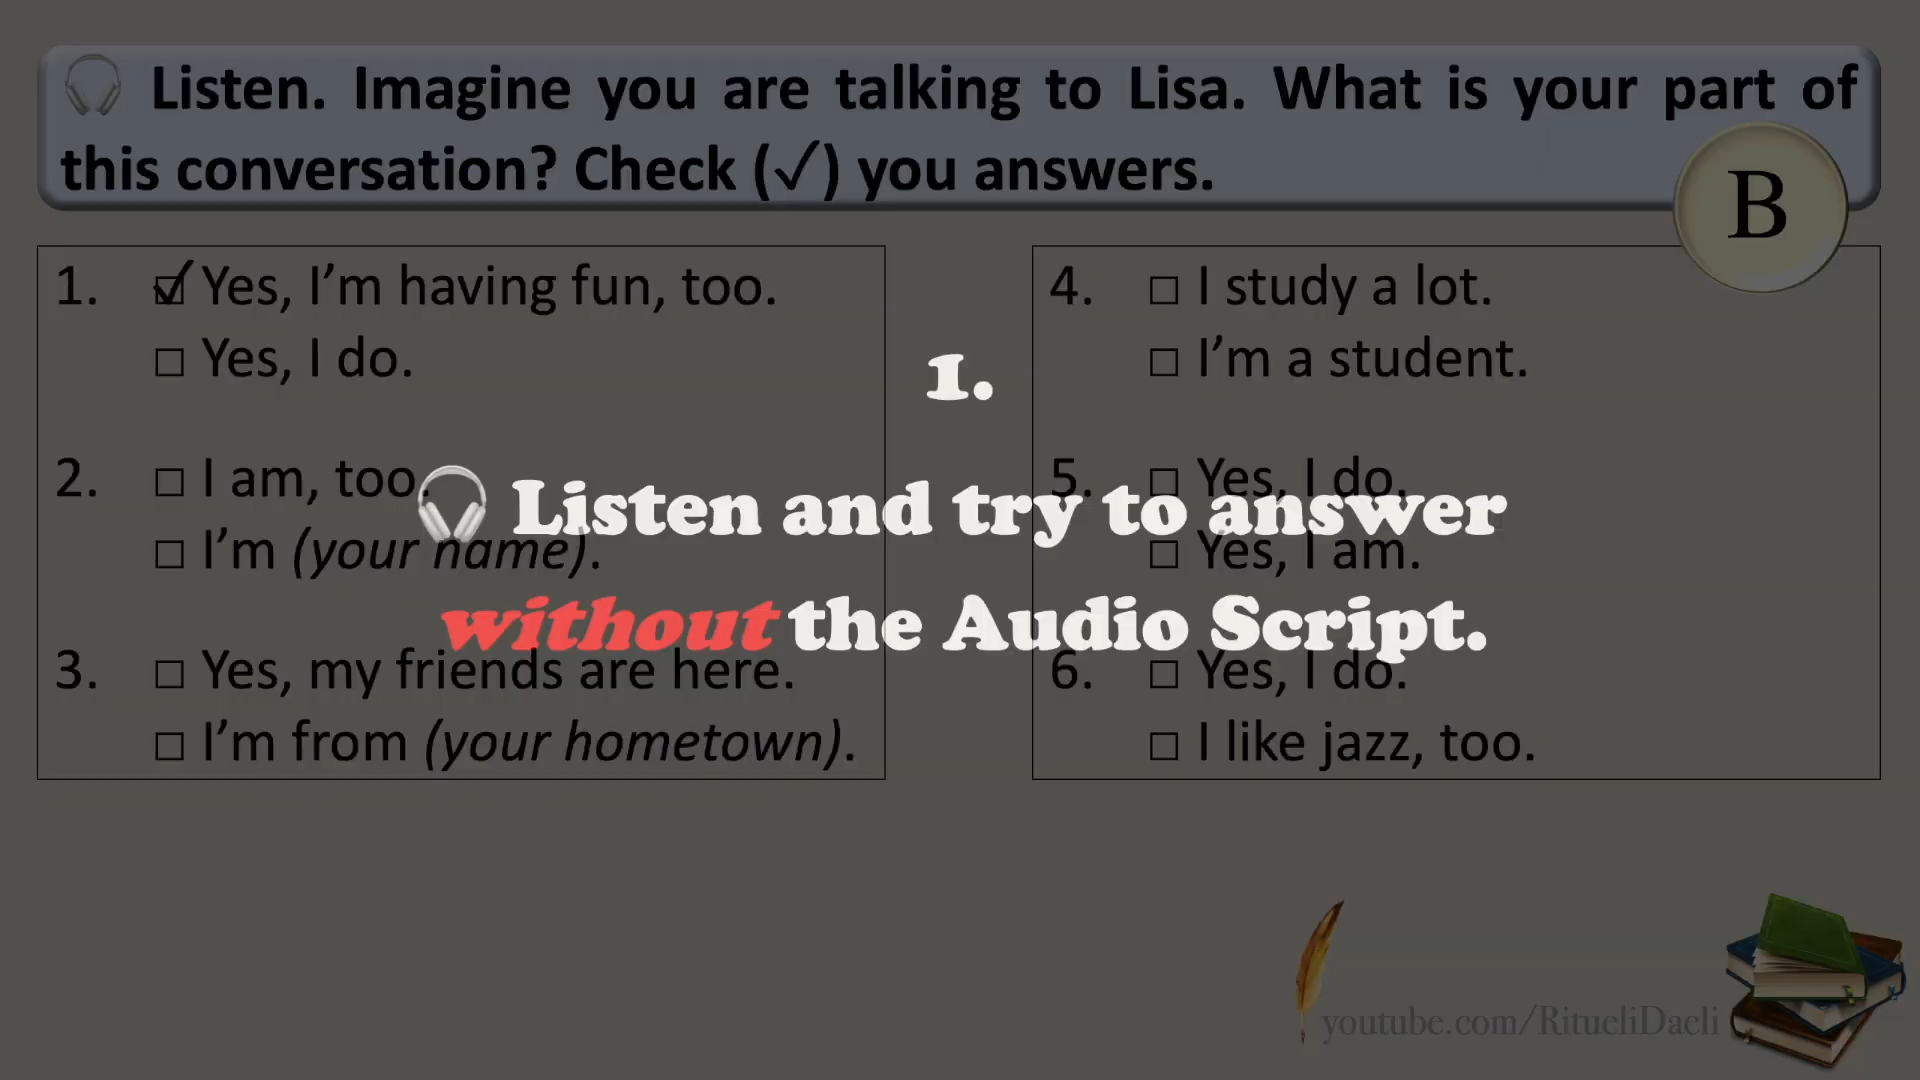 Listen. Imagine you are talking to Lisa. What is your part of
this conversation? Check (✓) you answers.
B
1. ☑ Yes, I’m having fun, too.
□ Yes, I do.
2. □ I am, too.
□ I’m (your name).
3. □ Yes, my friends are here.
□ I’m from (your hometown).
4. □ I study a lot.
□ I’m a student.
5. □ Yes, I do.
□ Yes, I am.
6. □ Yes, I do.
□ I like jazz, too.
1.
Listen and try to answer
without the Audio Script.
youtube.com/RitueliDaeli